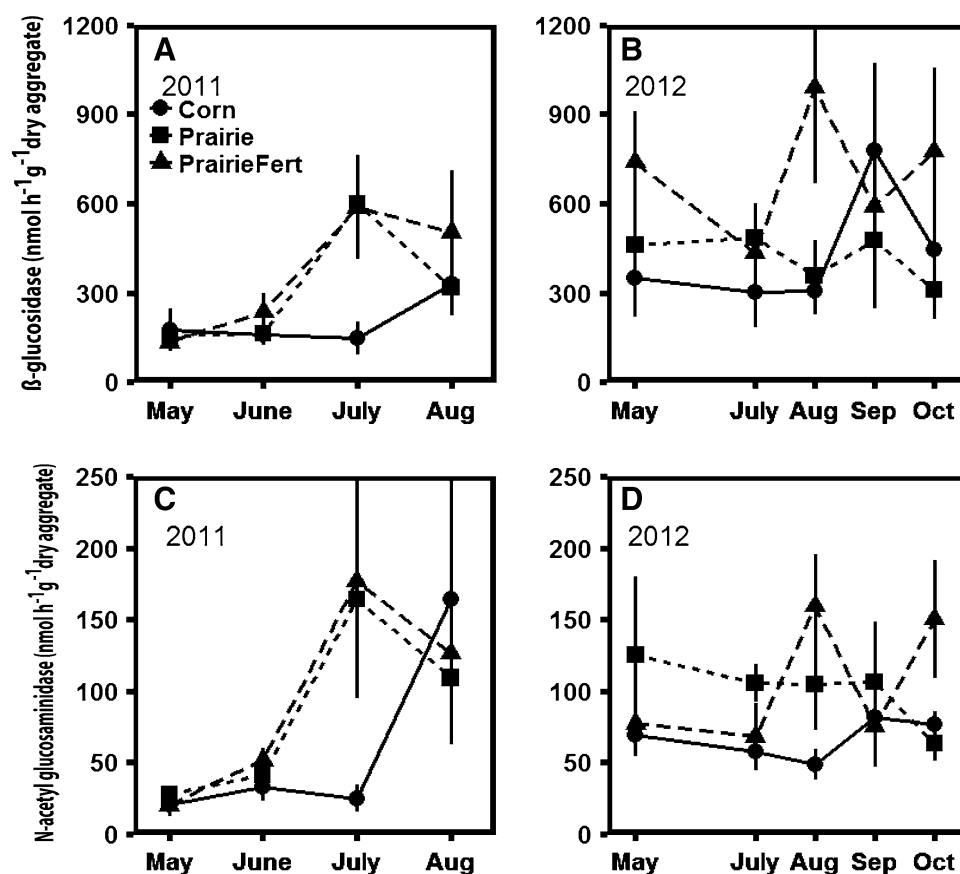 ß-glucosidase (nmol h⁻¹g⁻¹dry aggregate)
1200
900
600
300
0
A
2011
Corn
Prairie
PrairieFert
May June July Aug
1200
900
600
300
0
B
2012
May July Aug Sep Oct
N-acetyl glucosaminidase (nmol h⁻¹g⁻¹dry aggregate)
250
200
150
100
50
0
C
2011
May June July Aug
250
200
150
100
50
0
D
2012
May July Aug Sep Oct